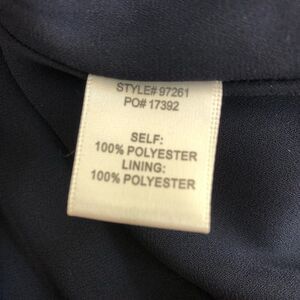 STYLE# 97261
PO# 17392
SELF:
100% POLYESTER
LINING:
100% POLYESTER